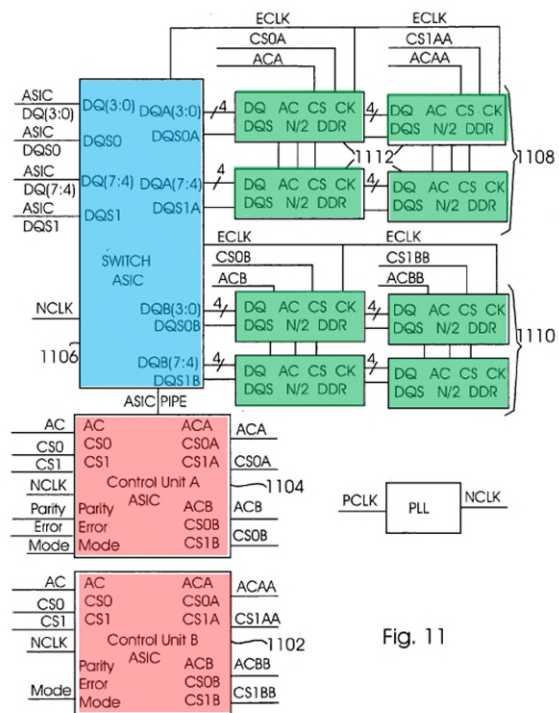 ECLK ECLK
CS0A CS1AA
ACA ACAA
ASIC
DQ(3:0) DQ(3:0) DQA(3:0) 4 DQ AC CS CK 4 DQ AC CS CK
ASIC
DQS0 DQS0 DQS0A DQS N/2 DDR DQS N/2 DDR
1112 1108
ASIC
DQ(7:4) DQ(7:4) DQA(7:4) 4 DQ AC CS CK 4 DQ AC CS CK
ASIC
DQS1 DQS1 DQS1A DQS N/2 DDR DQS N/2 DDR
ECLK ECLK
SWITCH
ASIC
CS0B CS1BB
ACB ACBB
NCLK DQB(3:0) 4 DQ AC CS CK 4 DQ AC CS CK
DQS0B DQS N/2 DDR DQS N/2 DDR
1106 1110
DQB(7:4) 4 DQ AC CS CK 4 DQ AC CS CK
DQS1B DQS N/2 DDR DQS N/2 DDR
ASIC PIPE
AC AC ACA ACA
CS0 CS0 CS0A
CS1 CS1 CS1A CS0A
NCLK Control Unit A 1104
ASIC
Parity Parity ACB ACB
Error Error CS0B CS0B
Mode Mode CS1B
PCLK PLL NCLK
AC AC ACA ACAA
CS0 CS0 CS0A
CS1 CS1 CS1A CS1AA
NCLK Control Unit B 1102
ASIC
Parity ACB ACBB
Error CS0B
Mode Mode CS1B CS1BB
Fig. 11